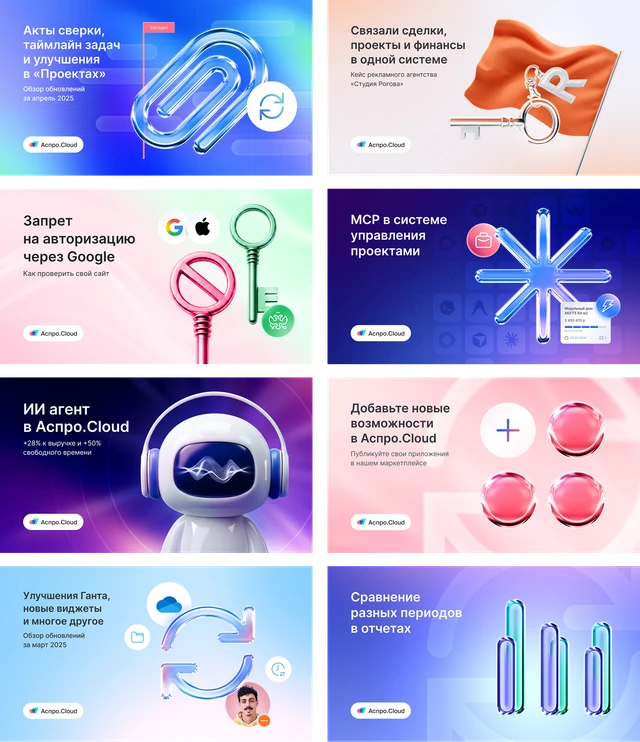 Акты сверки,
таймлайн задач
и улучшения
в «Проектах»
Обзор обновлений
за апрель 2025
Сегодня
Аспро.Cloud
Связали сделки,
проекты и финансы
в одной системе
Кейс рекламного агентства
«Студия Рогова»
Аспро.Cloud
Запрет
на авторизацию
через Google
Как проверить свой сайт
Аспро.Cloud
MCP в системе
управления
проектами
Модульный дом
Аспро.Cloud
ИИ агент
в Аспро.Cloud
+28% к выручке и +50%
свободного времени
Аспро.Cloud
Добавьте новые
возможности
в Аспро.Cloud
Публикуйте свои приложения
в нашем маркетплейсе
Аспро.Cloud
Улучшения Ганта,
новые виджеты
и многое другое
Обзор обновлений
за март 2025
Аспро.Cloud
Сравнение
разных периодов
в отчетах
Аспро.Cloud